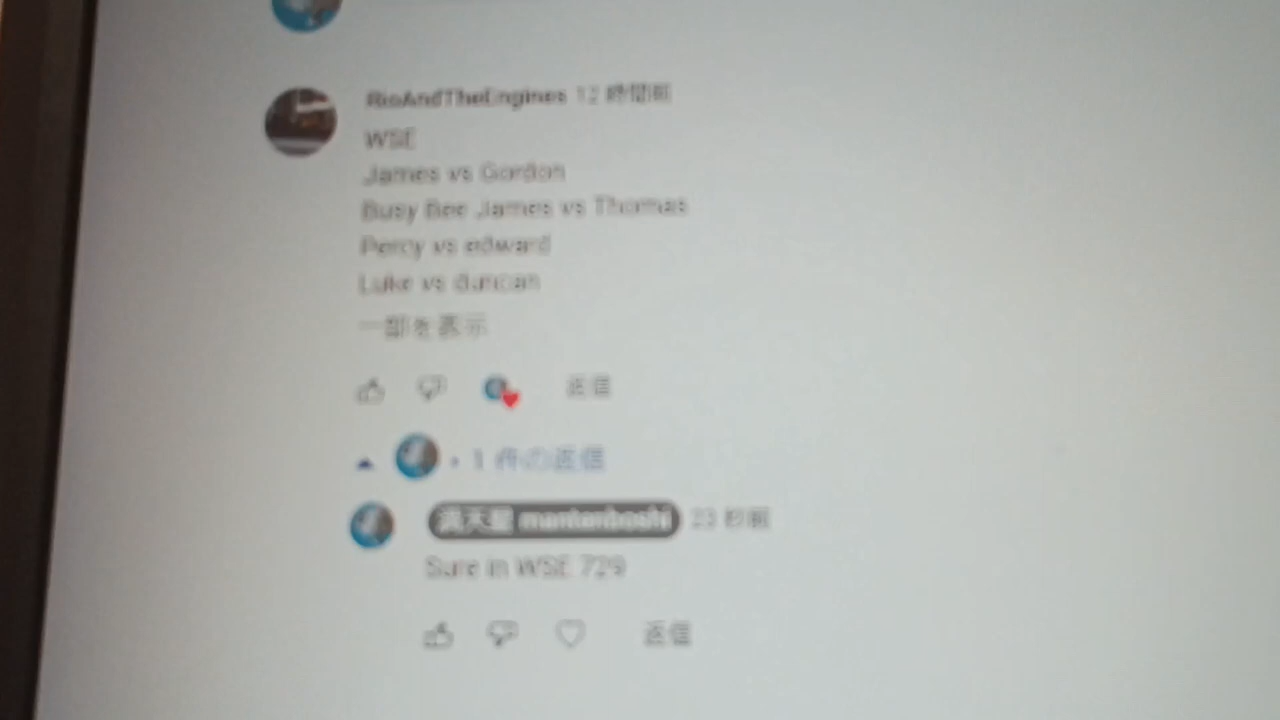 RioAndTheEngines 12 時間前
WSE
James vs Gordon
Busy Bee James vs Thomas
Percy vs edward
Luke vs duncan
一部を表示
返信
1 件の返信
満天星 mantenhoshi 23 秒前
Sure in WSE 729
返信